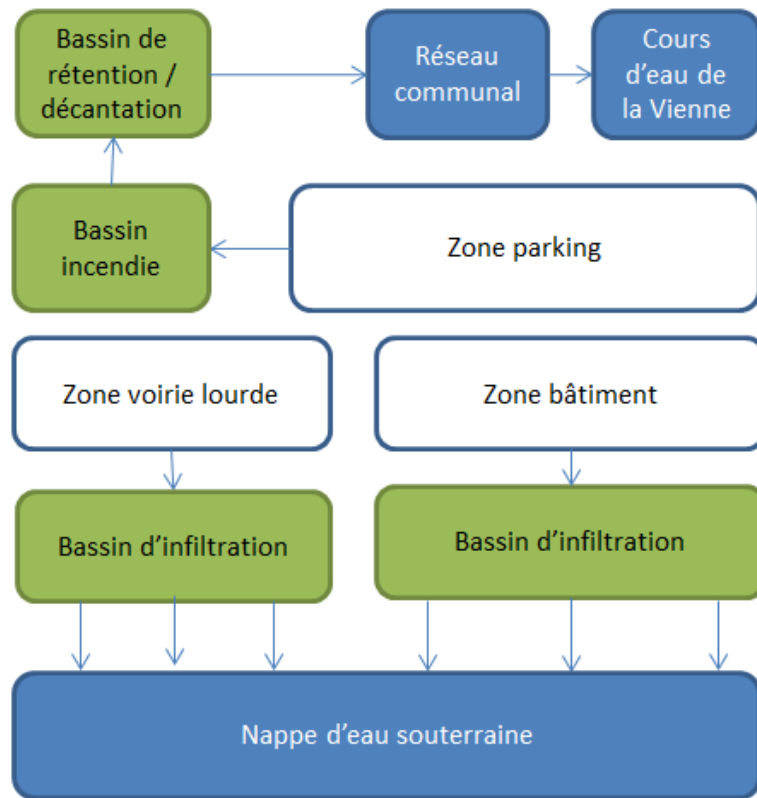 Bassin de
rétention /
décantation
Réseau
communal
Cours
d’eau de
la Vienne
Bassin
incendie
Zone parking
Zone voirie lourde
Zone bâtiment
Bassin d’infiltration
Bassin d’infiltration
Nappe d’eau souterraine